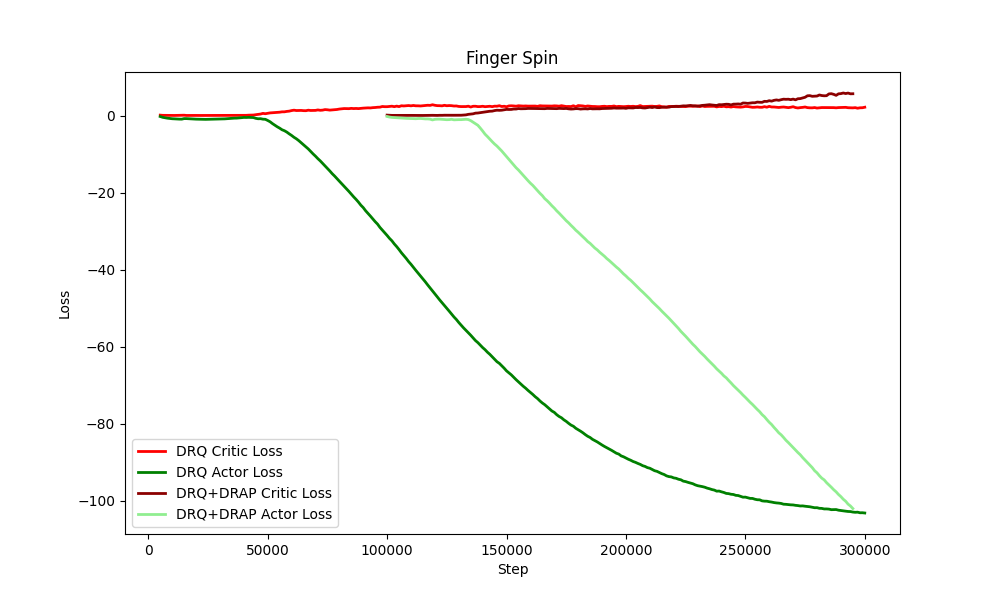 Finger Spin
Loss
0
−20
−40
−60
−80
−100
DRQ Critic Loss
DRQ Actor Loss
DRQ+DRAP Critic Loss
DRQ+DRAP Actor Loss
0 50000 100000 150000 200000 250000 300000
Step